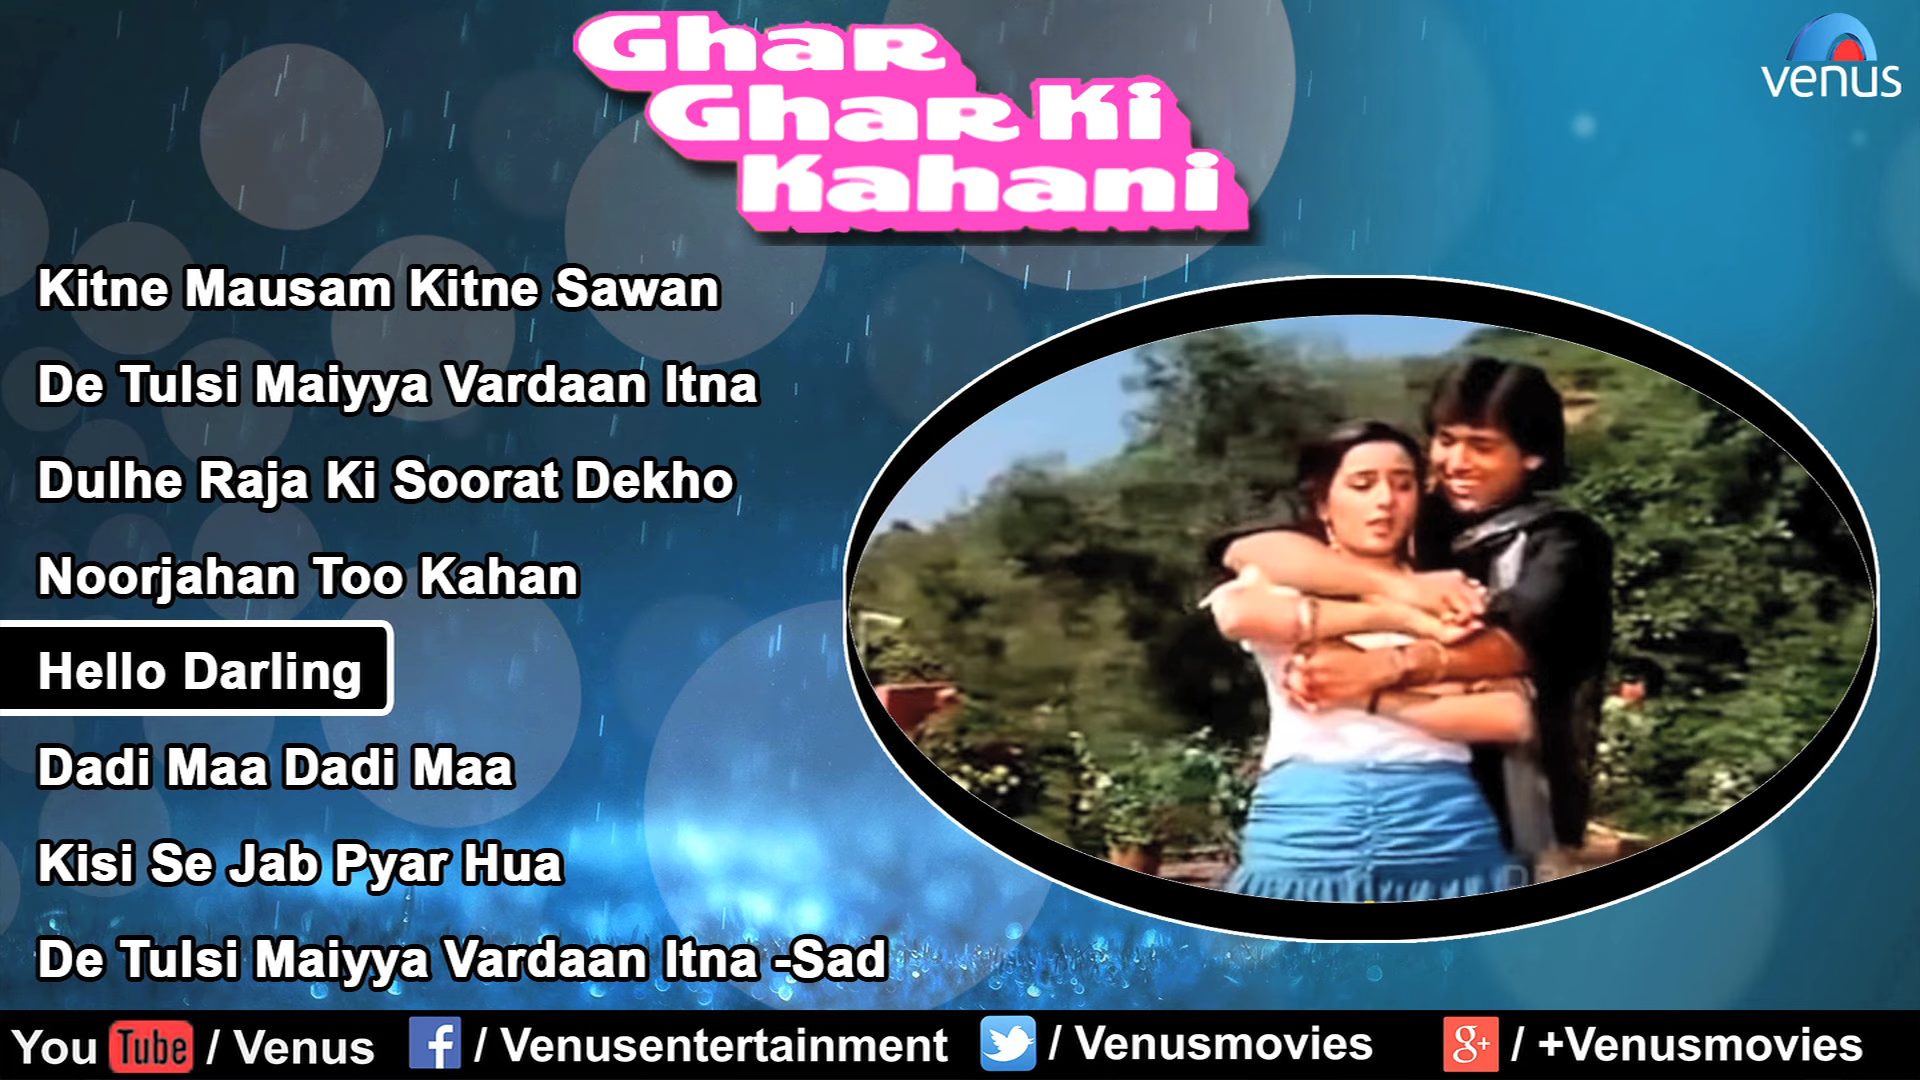 Ghar
Ghar Ki
Kahani
venus
Kitne Mausam Kitne Sawan
De Tulsi Maiyya Vardaan Itna
Dulhe Raja Ki Soorat Dekho
Noorjahan Too Kahan
Hello Darling
Dadi Maa Dadi Maa
Kisi Se Jab Pyar Hua
De Tulsi Maiyya Vardaan Itna -Sad
You Tube / Venus f / Venusentertainment / Venusmovies g+ / +Venusmovies